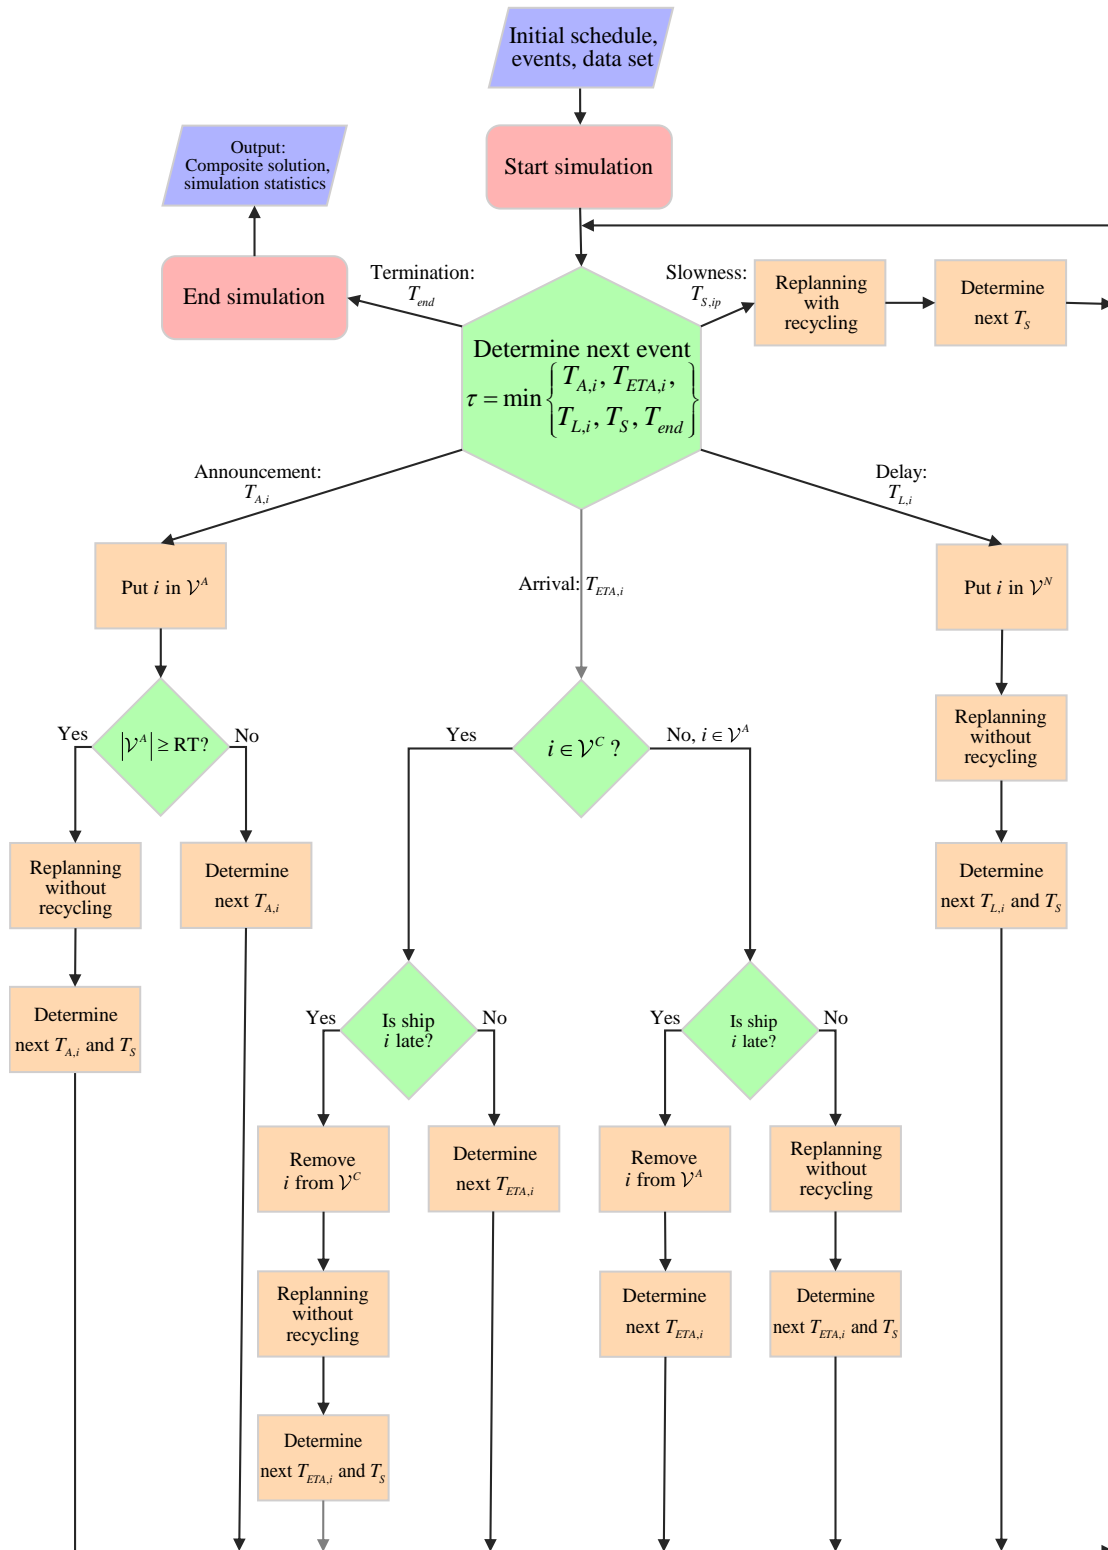 Initial schedule,
events, data set
Output:
Composite solution,
simulation statistics
Start simulation
End simulation
Termination:
T_end
Slowness:
T_S,ip
Replanning
with
recycling
Determine
next T_S
Determine next event
τ = min { T_A,i, T_ETA,i,
T_L,i, T_S, T_end }
Announcement:
T_A,i
Delay:
T_L,i
Arrival: T_ETA,i
Put i in 𝒱^A
Put i in 𝒱^N
|𝒱^A| ≥ RT?
Yes
No
i ∈ 𝒱^C ?
Yes
No, i ∈ 𝒱^A
Replanning
without
recycling
Replanning
without
recycling
Determine
next T_A,i
Determine
next T_L,i and T_S
Determine
next T_A,i and T_S
Is ship
i late?
Yes
No
Is ship
i late?
Yes
No
Remove
i from 𝒱^C
Determine
next T_ETA,i
Remove
i from 𝒱^A
Replanning
without
recycling
Replanning
without
recycling
Determine
next T_ETA,i
Determine
next T_ETA,i and T_S
Determine
next T_ETA,i and T_S